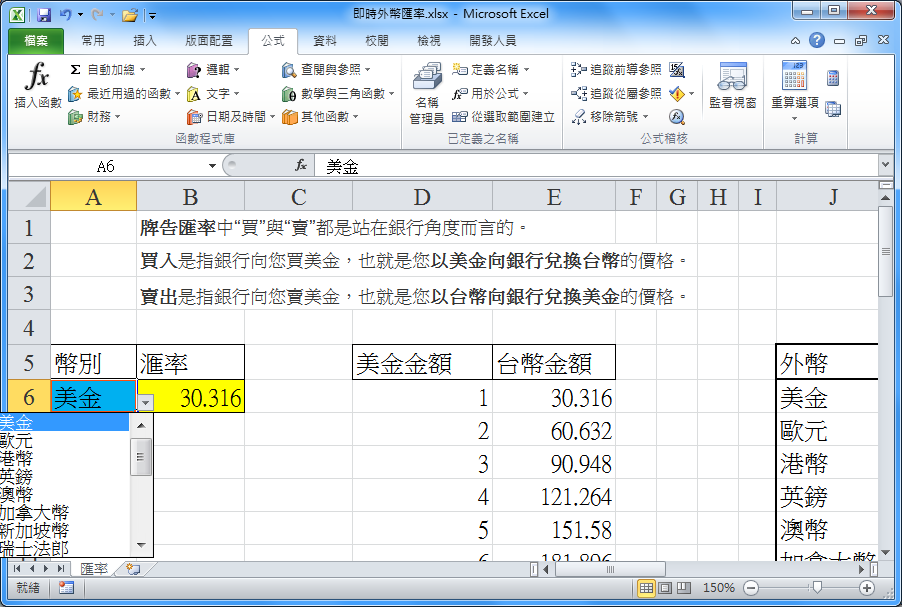 即時外幣匯率.xlsx - Microsoft Excel
檔案 常用 插入 版面配置 公式 資料 校閱 檢視 開發人員
Σ 自動加總 邏輯 查閱與參照 定義名稱 追蹤前導參照
最近用過的函數 文字 數學與三角函數 用於公式 追蹤從屬參照
財務 日期及時間 其他函數 從選取範圍建立 移除箭號
fx 插入函數 名稱管理員 監看視窗 重算選項
函數程式庫 已定義之名稱 公式稽核 計算
A6 fx 美金
A B C D E F G H I J
1 牌告匯率中“買”與“賣”都是站在銀行角度而言的。
2 買入是指銀行向您買美金，也就是您以美金向銀行兌換台幣的價格。
3 賣出是指銀行向您賣美金，也就是您以台幣向銀行兌換美金的價格。
4
5 幣別 匯率 美金金額 台幣金額 外幣
6 美金 30.316 1 30.316 美金
美金
歐元 2 60.632 歐元
港幣 3 90.948 港幣
英鎊
澳幣 4 121.264 英鎊
加拿大幣
新加坡幣 5 151.58 澳幣
瑞士法郎 6 181.896 加拿大幣
匯率
就緒 150%